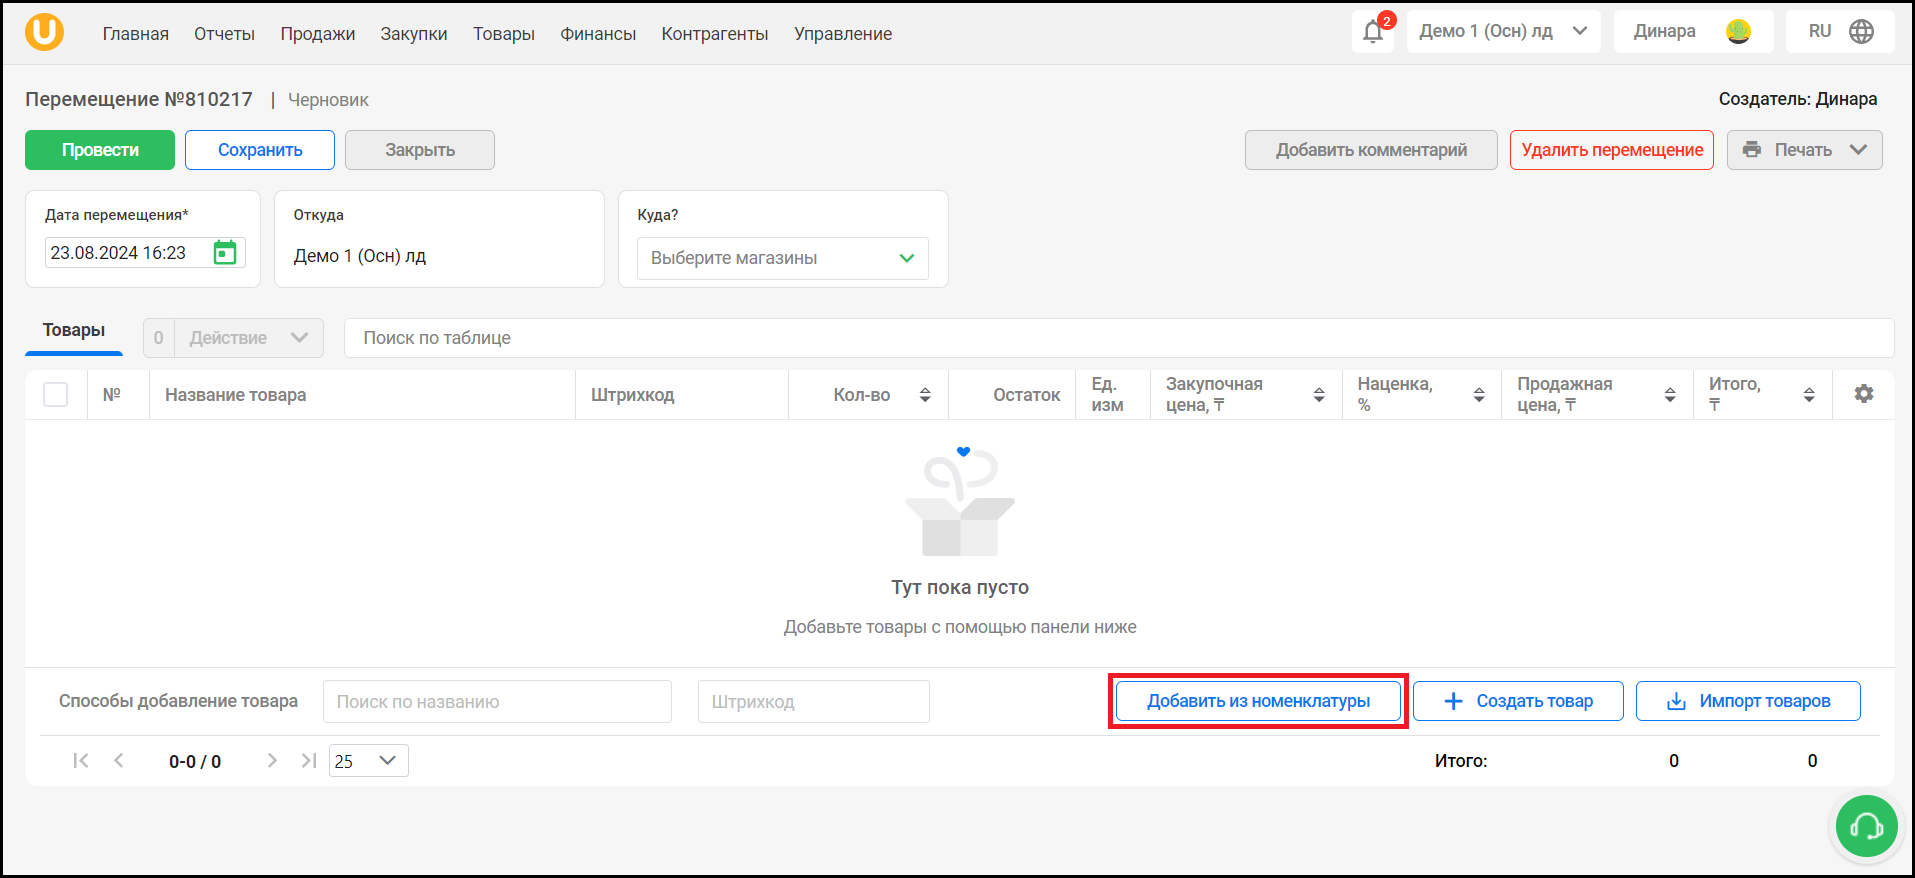 U Главная Отчеты Продажи Закупки Товары Финансы Контрагенты Управление 2 Демо 1 (Осн) лд Динара RU
Перемещение №810217 | Черновик Создатель: Динара
Провести Сохранить Закрыть Добавить комментарий Удалить перемещение Печать
Дата перемещения* Откуда Куда?
23.08.2024 16:23 Демо 1 (Осн) лд Выберите магазины
Товары 0 Действие Поиск по таблице
№ Название товара Штрихкод Кол-во Остаток Ед. изм Закупочная цена, ₸ Наценка, % Продажная цена, ₸ Итого, ₸
Тут пока пусто
Добавьте товары с помощью панели ниже
Способы добавление товара Поиск по названию Штрихкод Добавить из номенклатуры + Создать товар Импорт товаров
0-0 / 0 25 Итого: 0 0